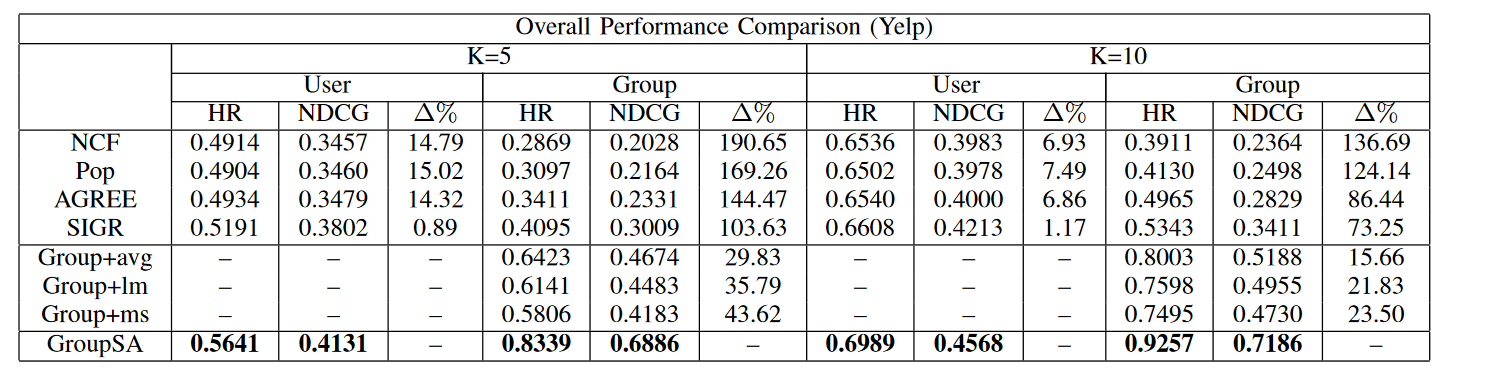 Overall Performance Comparison (Yelp)
K=5 K=10
User Group User Group
HR NDCG Δ% HR NDCG Δ% HR NDCG Δ% HR NDCG Δ%
NCF 0.4914 0.3457 14.79 0.2869 0.2028 190.65 0.6536 0.3983 6.93 0.3911 0.2364 136.69
Pop 0.4904 0.3460 15.02 0.3097 0.2164 169.26 0.6502 0.3978 7.49 0.4130 0.2498 124.14
AGREE 0.4934 0.3479 14.32 0.3411 0.2331 144.47 0.6540 0.4000 6.86 0.4965 0.2829 86.44
SIGR 0.5191 0.3802 0.89 0.4095 0.3009 103.63 0.6608 0.4213 1.17 0.5343 0.3411 73.25
Group+avg – – – 0.6423 0.4674 29.83 – – – 0.8003 0.5188 15.66
Group+lm – – – 0.6141 0.4483 35.79 – – – 0.7598 0.4955 21.83
Group+ms – – – 0.5806 0.4183 43.62 – – – 0.7495 0.4730 23.50
GroupSA 0.5641 0.4131 – 0.8339 0.6886 – 0.6989 0.4568 – 0.9257 0.7186 –